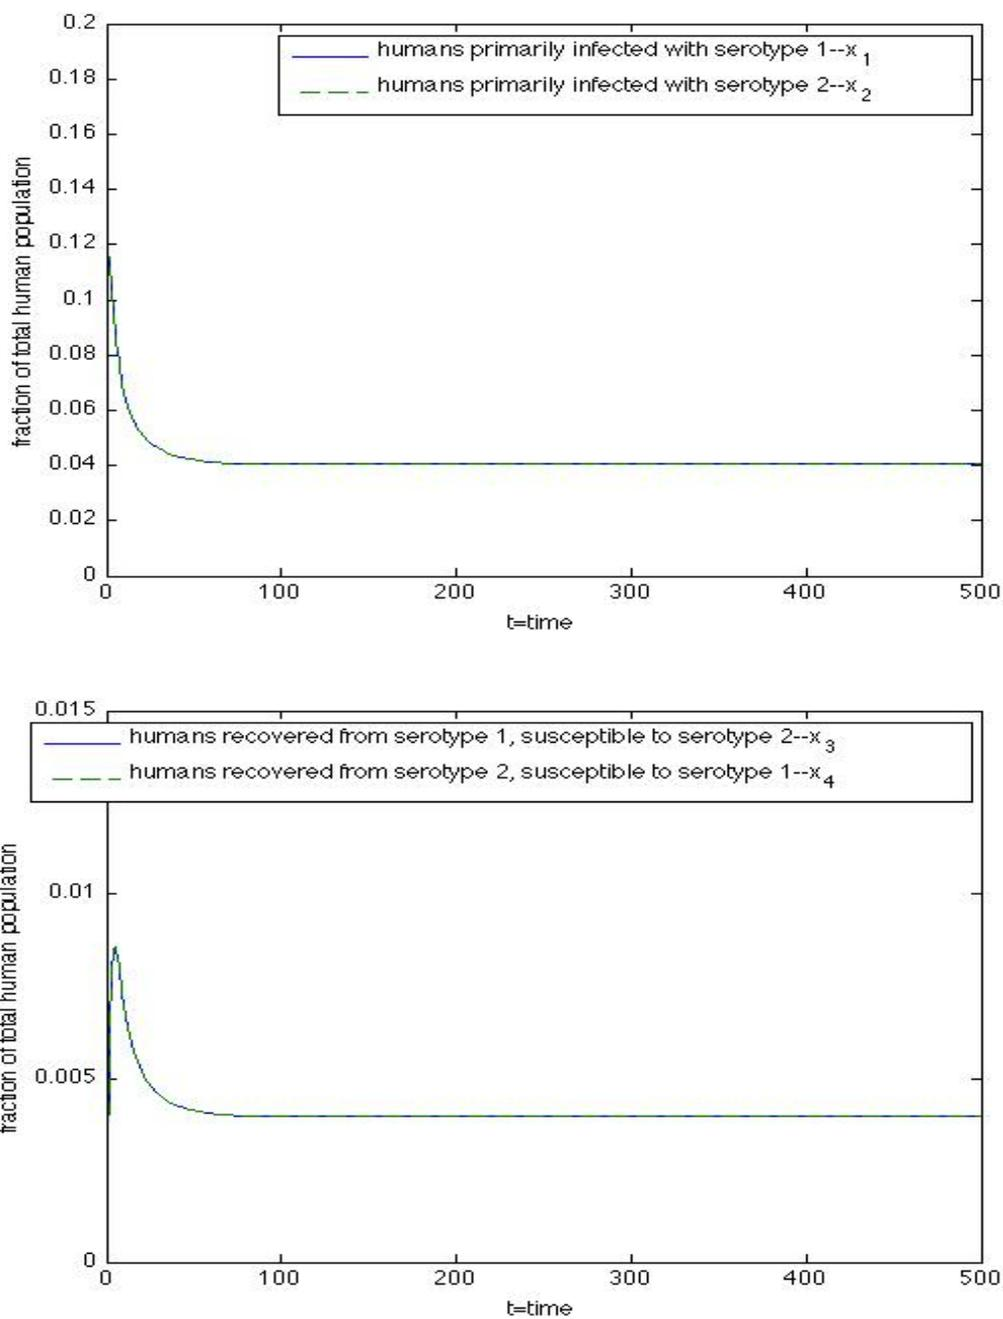 0.2
humans primarily infected with serotype 1--x_1
0.18
humans primarily infected with serotype 2--x_2
0.16
0.14
0.12
0.1
0.08
0.06
0.04
0.02
0
fraction of total human population
0 100 200 300 400 500
t=time
0.015
humans recovered from serotype 1, susceptible to serotype 2--x_3
humans recovered from serotype 2, susceptible to serotype 1--x_4
0.01
0.005
0
fraction of total human population
0 100 200 300 400 500
t=time